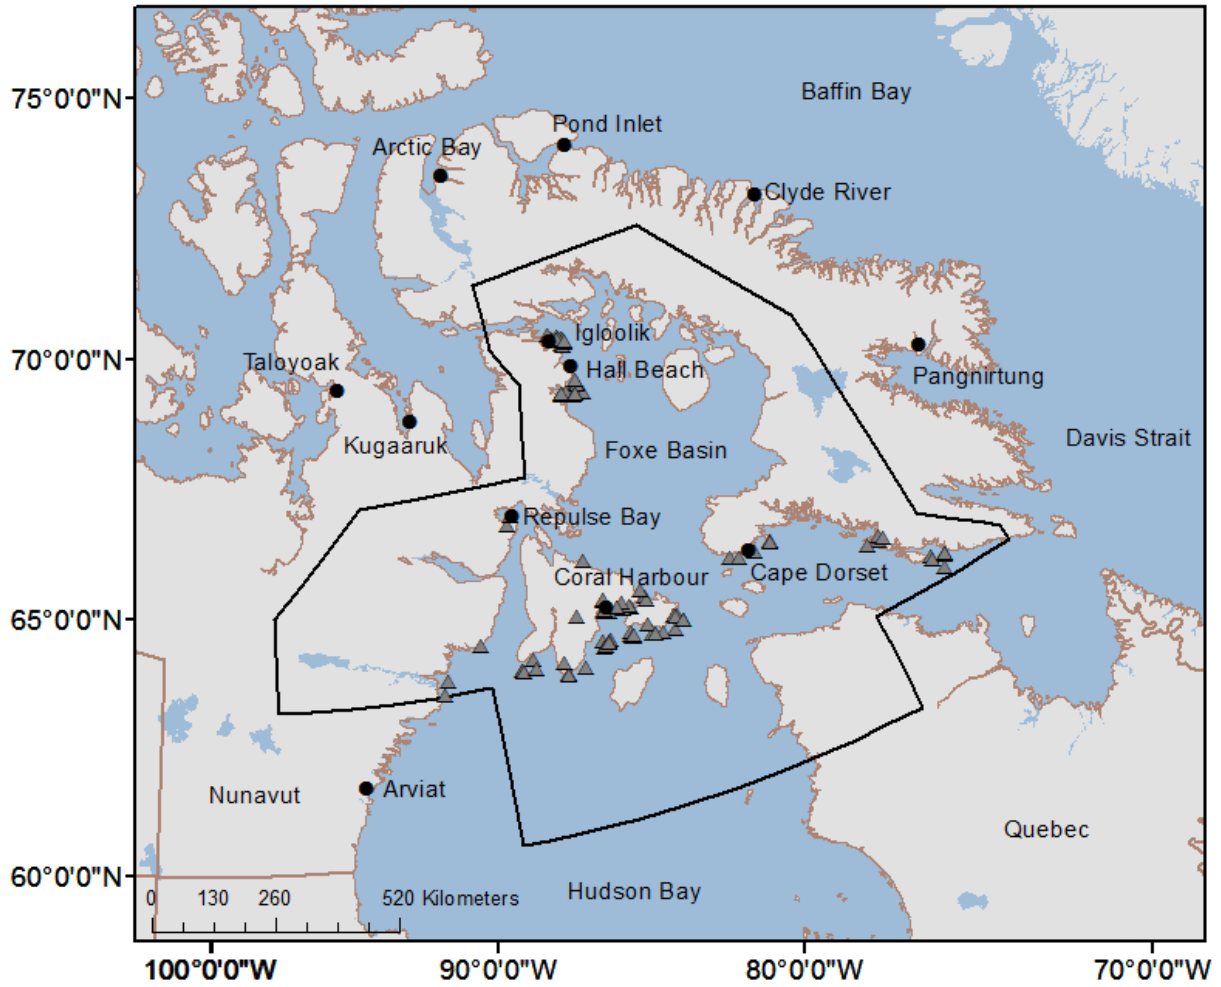 75°0'0"N
Baffin Bay
Pond Inlet
Arctic Bay
Clyde River
Igloolik
70°0'0"N
Taloyoak
Hall Beach
Pangnirtung
Kugaaruk
Foxe Basin
Davis Strait
Repulse Bay
Coral Harbour
Cape Dorset
65°0'0"N
Nunavut
Arviat
Quebec
60°0'0"N
0 130 260 520 Kilometers
Hudson Bay
100°0'0"W 90°0'0"W 80°0'0"W 70°0'0"W